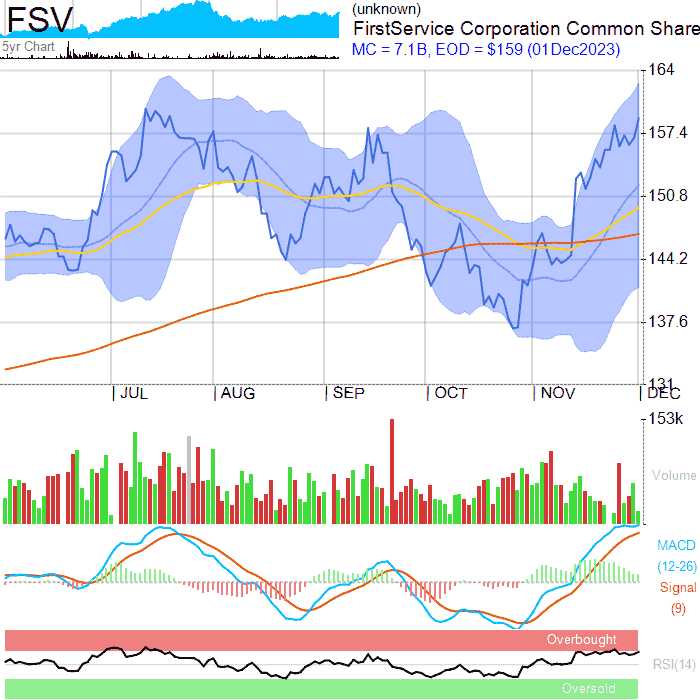 FSV
5yr Chart
(unknown)
FirstService Corporation Common Share
MC = 7.1B, EOD = $159 (01Dec2023)
164
157.4
150.8
144.2
137.6
131
JUL
AUG
SEP
OCT
NOV
DEC
153k
Volume
MACD
(12-26)
Signal
(9)
Overbought
RSI(14)
Oversold